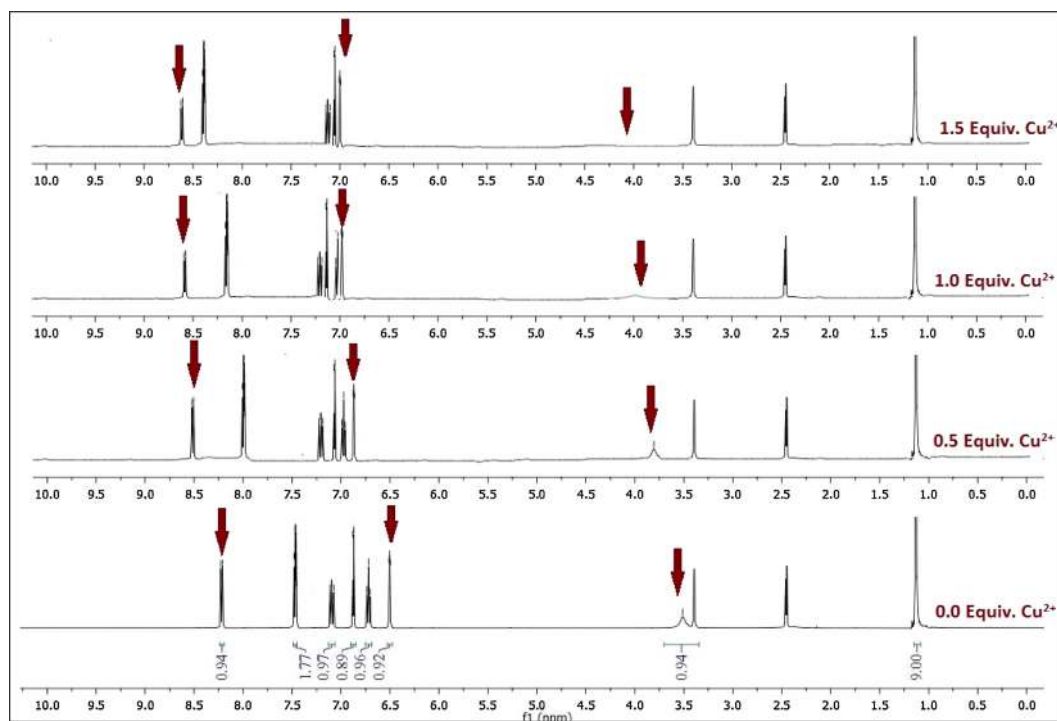 1.5 Equiv. Cu²⁺
10.0 9.5 9.0 8.5 8.0 7.5 7.0 6.5 6.0 5.5 5.0 4.5 4.0 3.5 3.0 2.5 2.0 1.5 1.0 0.5 0.0
1.0 Equiv. Cu²⁺
10.0 9.5 9.0 8.5 8.0 7.5 7.0 6.5 6.0 5.5 5.0 4.5 4.0 3.5 3.0 2.5 2.0 1.5 1.0 0.5 0.0
0.5 Equiv. Cu²⁺
10.0 9.5 9.0 8.5 8.0 7.5 7.0 6.5 6.0 5.5 5.0 4.5 4.0 3.5 3.0 2.5 2.0 1.5 1.0 0.5 0.0
0.0 Equiv. Cu²⁺
0.94 1.77 0.97 0.89 0.96 0.92 0.94 9.00
10.0 9.5 9.0 8.5 8.0 7.5 7.0 6.5 6.0 5.5 5.0 4.5 4.0 3.5 3.0 2.5 2.0 1.5 1.0 0.5 0.0
f1 (ppm)